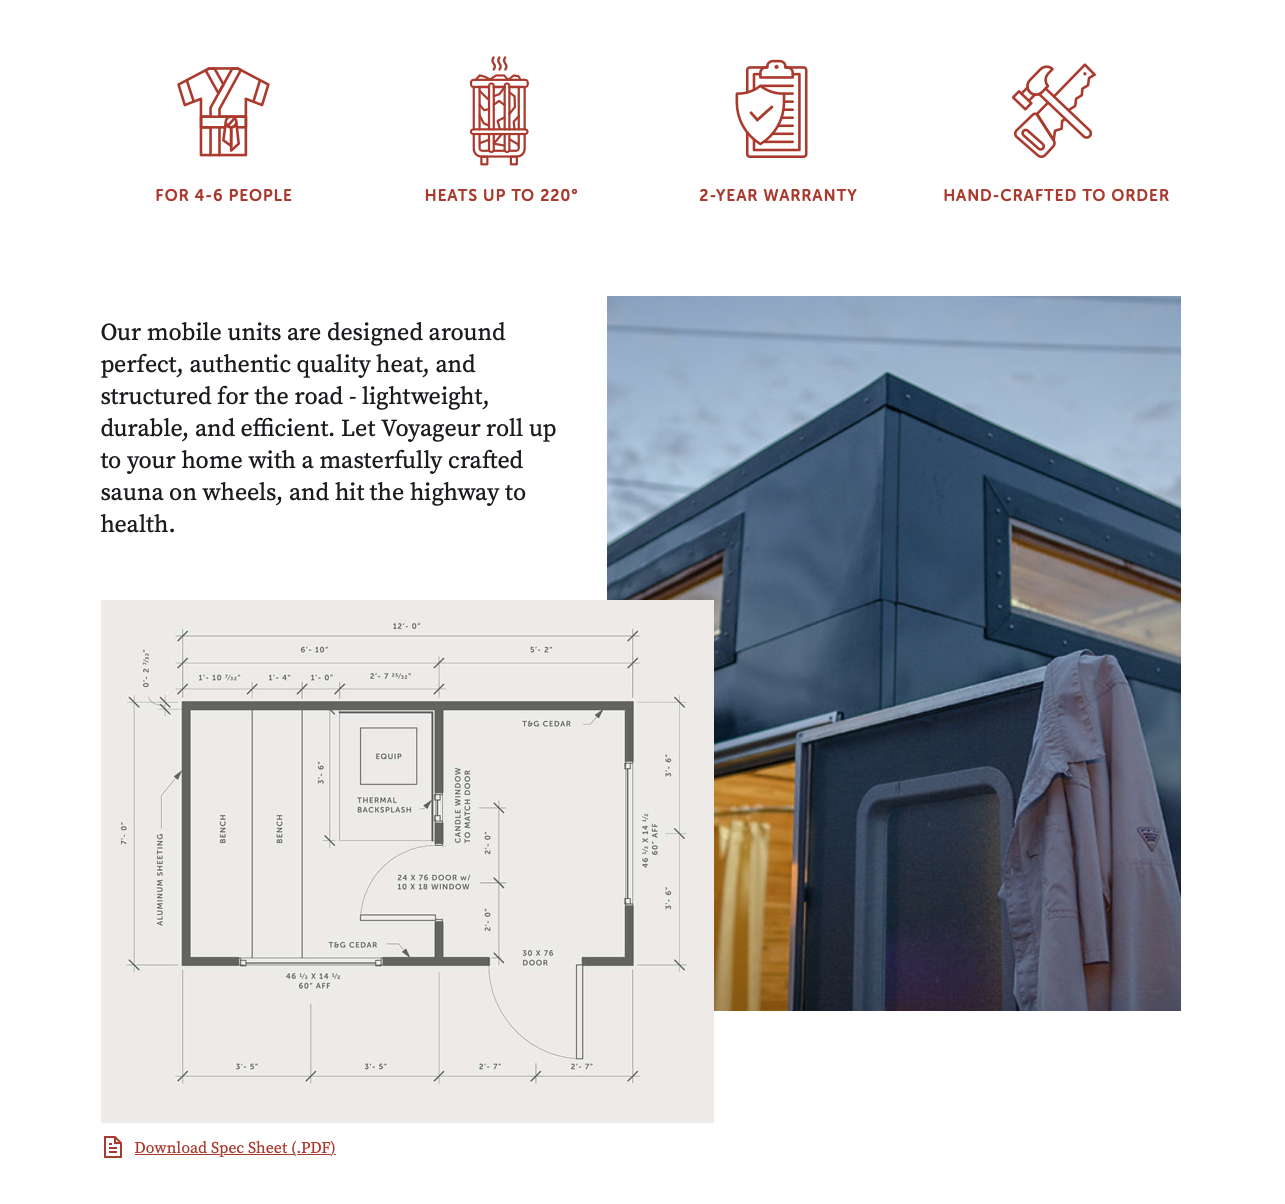 FOR 4-6 PEOPLE
HEATS UP TO 220°
2-YEAR WARRANTY
HAND-CRAFTED TO ORDER
Our mobile units are designed around
perfect, authentic quality heat, and
structured for the road - lightweight,
durable, and efficient. Let Voyageur roll up
to your home with a masterfully crafted
sauna on wheels, and hit the highway to
health.
12'- 0"
6'- 10"
5'- 2"
0'- 2 7/32"
1'- 10 7/32"
1'- 4"
1'- 0"
2'- 7 25/32"
T&G CEDAR
EQUIP
3'- 6"
THERMAL
BACKSPLASH
CANDLE WINDOW
TO MATCH DOOR
3'- 6"
7'- 0"
ALUMINUM SHEETING
BENCH
BENCH
2'- 0"
46 1/2 X 14 1/2
60" AFF
24 X 76 DOOR w/
10 X 18 WINDOW
2'- 0"
3'- 6"
T&G CEDAR
30 X 76
DOOR
46 1/2 X 14 1/2
60" AFF
3'- 5"
3'- 5"
2'- 7"
2'- 7"
Download Spec Sheet (.PDF)